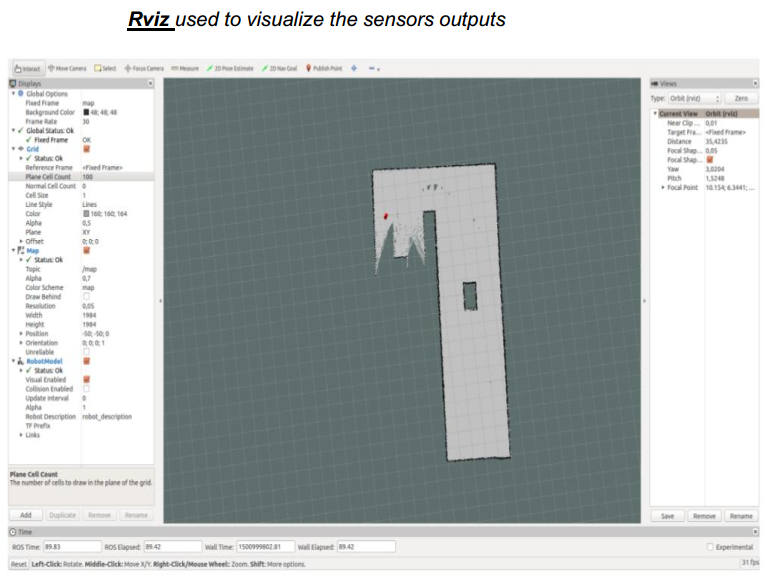 Rviz used to visualize the sensors outputs
Interact Move Camera Select Focus Camera Measure 2D Pose Estimate 2D Nav Goal Publish Point
Displays
Global Options
Fixed Frame map
Background Color 48; 48; 48
Frame Rate 30
Global Status: Ok
Fixed Frame OK
Grid
Status: Ok
Reference Frame <Fixed Frame>
Plane Cell Count 100
Normal Cell Count 0
Cell Size 1
Line Style Lines
Color 160; 160; 164
Alpha 0,5
Plane XY
Offset 0; 0; 0
Map
Status: Ok
Topic /map
Alpha 0,7
Color Scheme map
Draw Behind
Resolution 0,05
Width 1984
Height 1984
Position -50; -50; 0
Orientation 0; 0; 0; 1
Unreliable
RobotModel
Status: Ok
Visual Enabled
Collision Enabled
Update Interval 0
Alpha 1
Robot Description robot_description
TF Prefix
Links
Plane Cell Count
The number of cells to draw in the plane of the grid.
Add Duplicate Remove Rename
Views
Type: Orbit (rviz) Zero
Current View Orbit (rviz)
Near Clip ... 0,01
Target Fra... <Fixed Frame>
Distance 35,4235
Focal Shap... 0,05
Focal Shap...
Yaw 3,0204
Pitch 1,5248
Focal Point 10.154; 6.3441; ...
Save Remove Rename
Time
ROS Time: 89.83 ROS Elapsed: 89.42 Wall Time: 1500999802.81 Wall Elapsed: 89.42 Experimental
Reset Left-Click: Rotate. Middle-Click: Move X/Y. Right-Click/Mouse Wheel: Zoom. Shift: More options. 31 fps